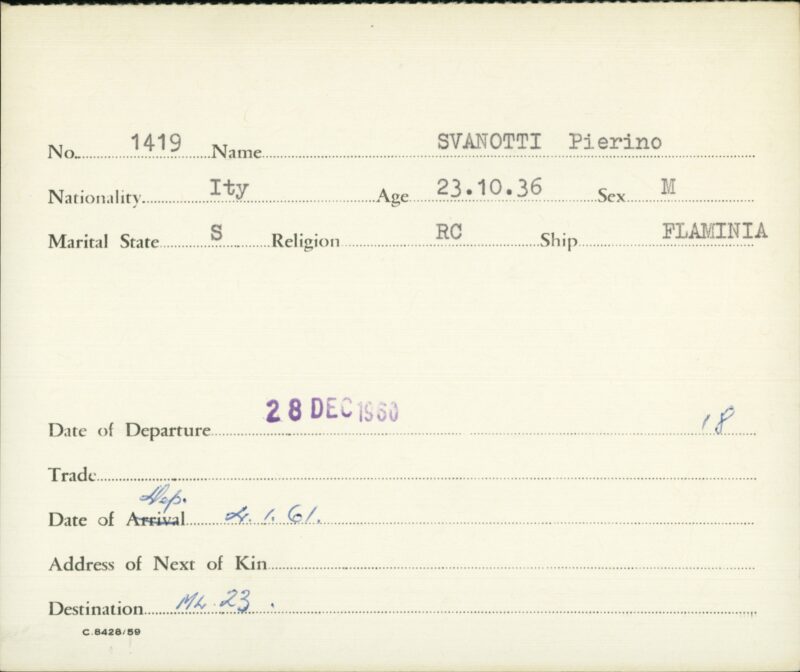 No. 1419 Name SVANOTTI Pierino
Nationality Ity Age 23.10.36 Sex M
Marital State S Religion RC Ship FLAMINIA
Date of Departure 28 DEC 1960 18
Trade
Dep.
Date of Arrival 4.1.61.
Address of Next of Kin
Destination 23.
C.8428/59